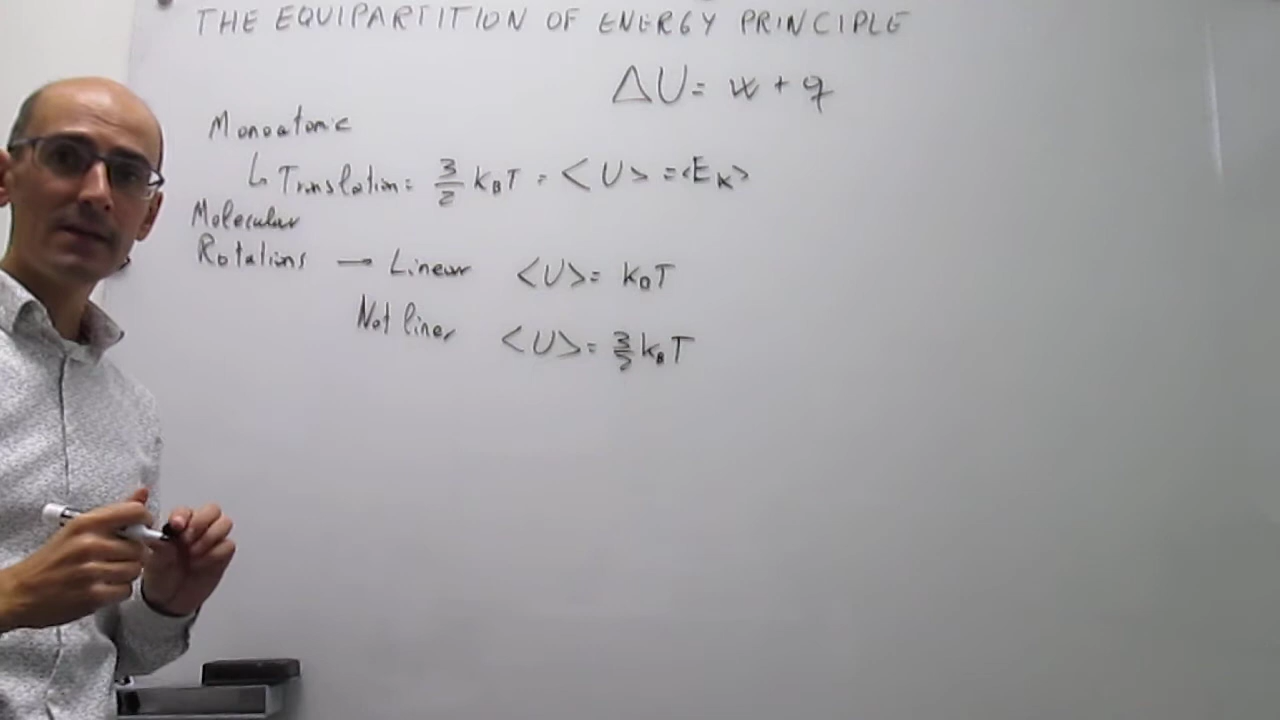 THE EQUIPARTITION OF ENERGY PRINCIPLE
ΔU = w + q
Monoatomic
↳ Translation = 3/2 kBT = <U> = <EK>
Molecular
Rotations → Linear <U> = kBT
Not linear <U> = 3/2 kBT